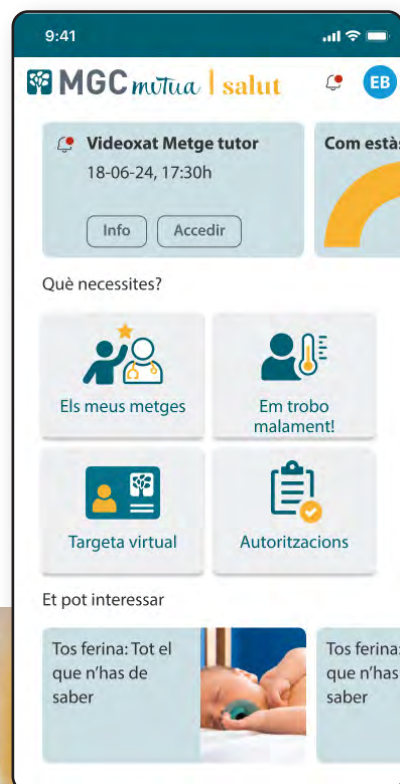 9:41
MGC mutua | salut
EB
Videoxat Metge tutor
18-06-24, 17:30h
Info
Accedir
Com estàs
Què necessites?
Els meus metges
Em trobo
malament!
Targeta virtual
Autoritzacions
Et pot interessar
Tos ferina: Tot el
que n'has de
saber
Tos ferina:
que n'has
saber